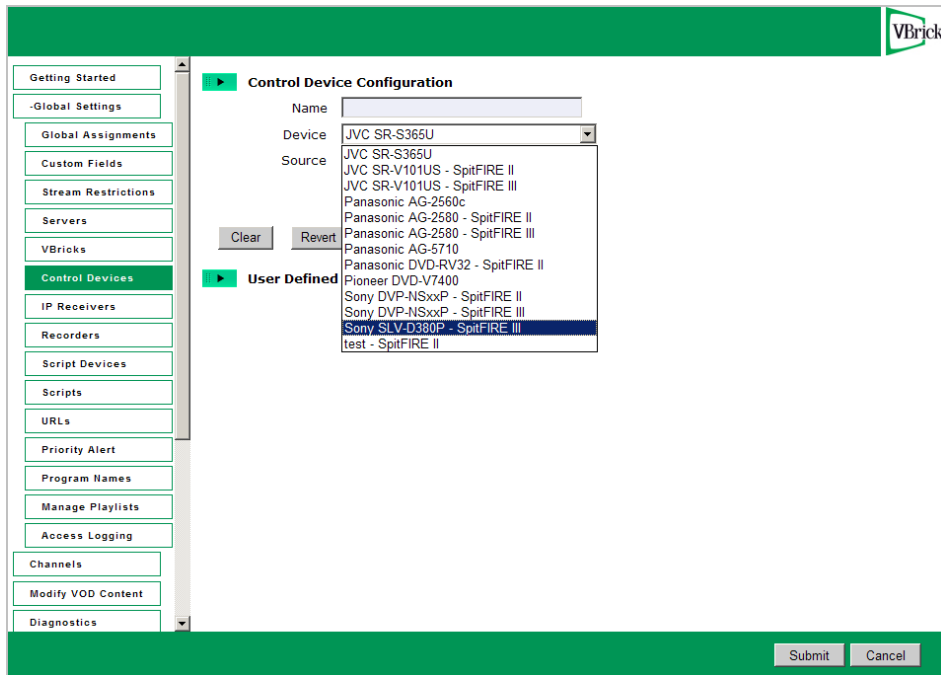 VBrick
Getting Started
-Global Settings
Global Assignments
Custom Fields
Stream Restrictions
Servers
VBricks
Control Devices
IP Receivers
Recorders
Script Devices
Scripts
URLs
Priority Alert
Program Names
Manage Playlists
Access Logging
Channels
Modify VOD Content
Diagnostics
Control Device Configuration
Name
Device JVC SR-S365U
Source
JVC SR-S365U
JVC SR-V101US - SpitFIRE II
JVC SR-V101US - SpitFIRE III
Panasonic AG-2560c
Panasonic AG-2580 - SpitFIRE II
Panasonic AG-2580 - SpitFIRE III
Panasonic AG-5710
Panasonic DVD-RV32 - SpitFIRE II
Pioneer DVD-V7400
Sony DVP-NSxxP - SpitFIRE II
Sony DVP-NSxxP - SpitFIRE III
Sony SLV-D380P - SpitFIRE III
test - SpitFIRE II
Clear Revert
User Defined
Submit Cancel